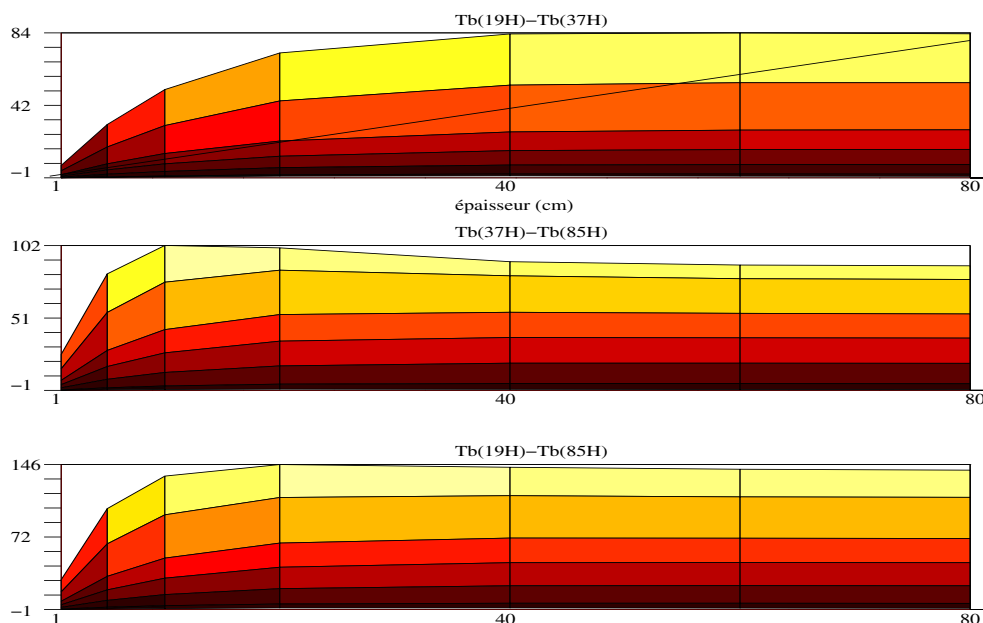 Tb(19H)−Tb(37H)
84
42
−1
1 40 80
épaisseur (cm)
Tb(37H)−Tb(85H)
102
51
−1
1 40 80
Tb(19H)−Tb(85H)
146
72
−1
1 40 80